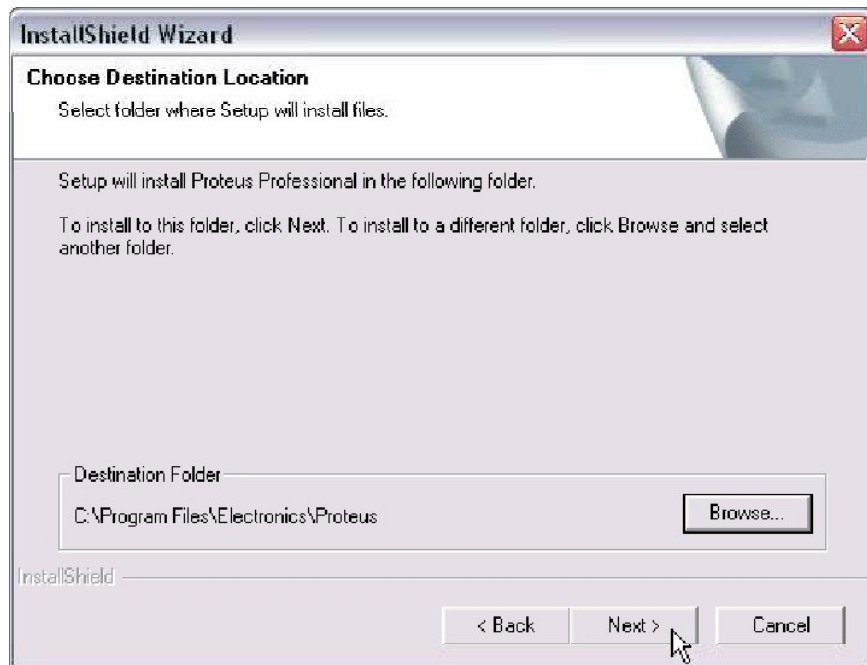 InstallShield Wizard
Choose Destination Location
Select folder where Setup will install files.
Setup will install Proteus Professional in the following folder.
To install to this folder, click Next. To install to a different folder, click Browse and select
another folder.
Destination Folder
C:\Program Files\Electronics\Proteus
Browse...
InstallShield
< Back
Next >
Cancel